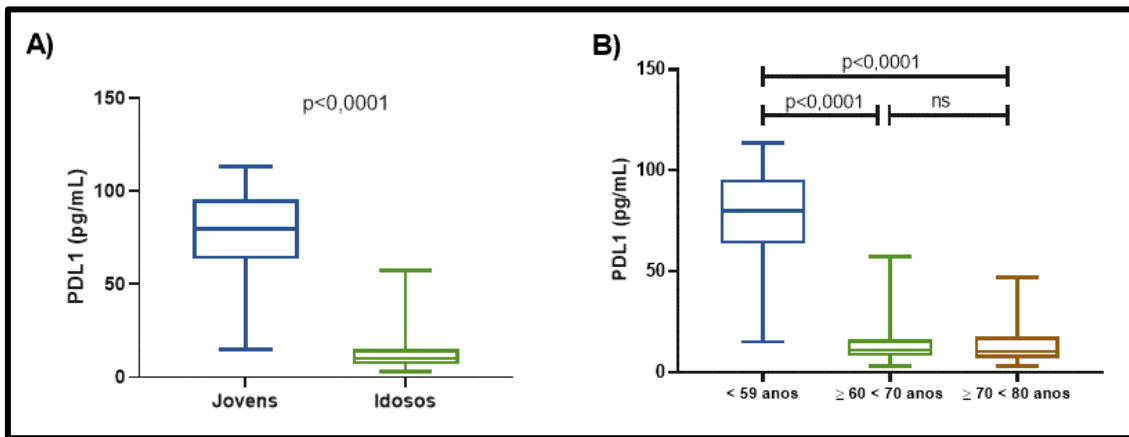 A)
p<0,0001
150
100
50
0
PDL1 (pg/mL)
Jovens
Idosos
B)
p<0,0001
p<0,0001
ns
150
100
50
0
PDL1 (pg/mL)
< 59 anos
≥ 60 < 70 anos
≥ 70 < 80 anos